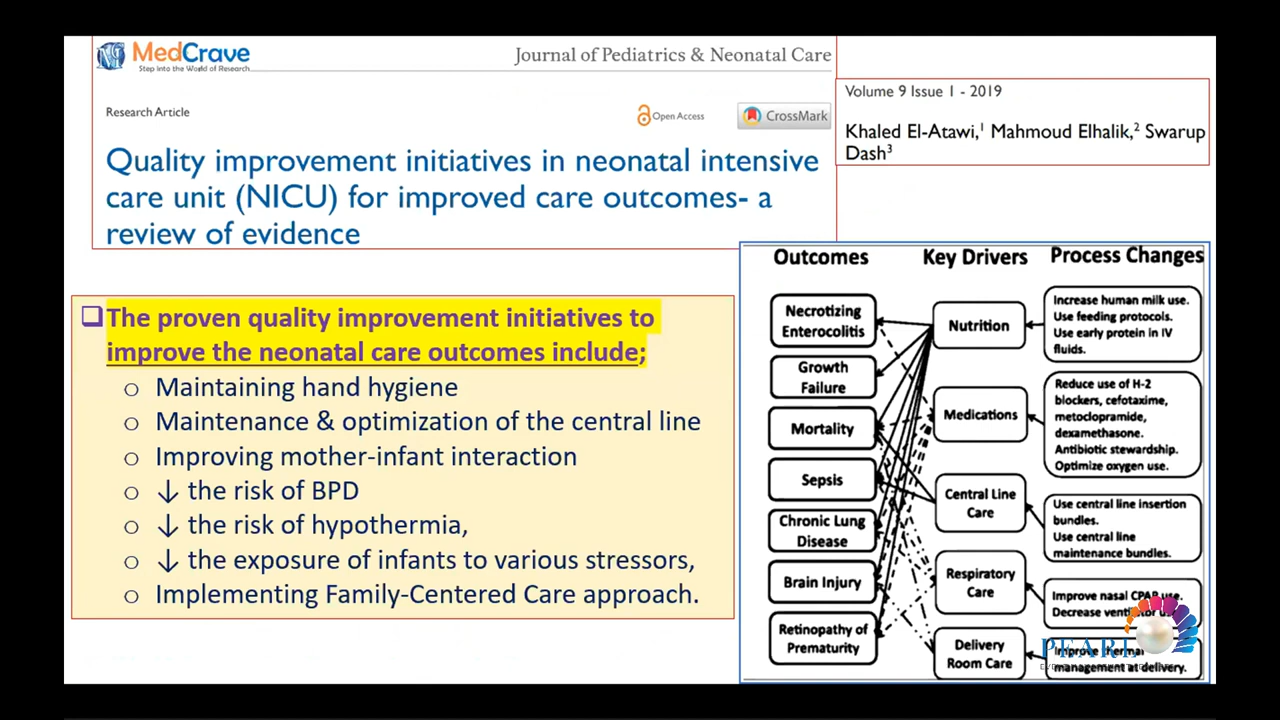 MedCrave
Step into the World of Research
Journal of Pediatrics & Neonatal Care
Research Article
Open Access
CrossMark
Quality improvement initiatives in neonatal intensive
care unit (NICU) for improved care outcomes- a
review of evidence
Volume 9 Issue 1 - 2019
Khaled El-Atawi,1 Mahmoud Elhalik,2 Swarup
Dash3
The proven quality improvement initiatives to
improve the neonatal care outcomes include;
o Maintaining hand hygiene
o Maintenance & optimization of the central line
o Improving mother-infant interaction
o ↓ the risk of BPD
o ↓ the risk of hypothermia,
o ↓ the exposure of infants to various stressors,
o Implementing Family-Centered Care approach.
Outcomes
Necrotizing
Enterocolitis
Growth
Failure
Mortality
Sepsis
Chronic Lung
Disease
Brain Injury
Retinopathy of
Prematurity
Key Drivers
Nutrition
Medications
Central Line
Care
Respiratory
Care
Delivery
Room Care
Process Changes
Increase human milk use.
Use feeding protocols.
Use early protein in IV
fluids.
Reduce use of H-2
blockers, cefotaxime,
metoclopramide,
dexamethasone.
Antibiotic stewardship.
Optimize oxygen use.
Use central line insertion
bundles.
Use central line
maintenance bundles.
Improve nasal CPAP use.
Decrease ventilator use.
Improve thermal
management at delivery.
PEARL